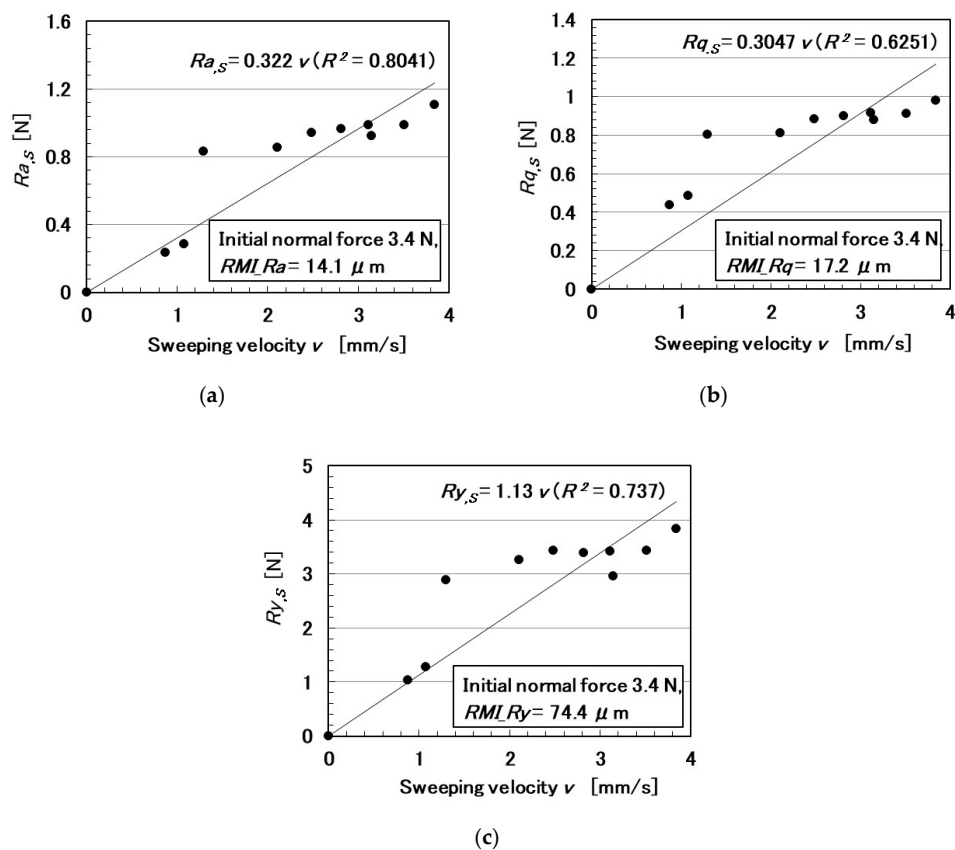 1.6
1.2
0.8
0.4
0
Ra,s [N]
Ra,s = 0.322 v (R² = 0.8041)
Initial normal force 3.4 N,
RMI_Ra = 14.1 μm
0 1 2 3 4
Sweeping velocity v [mm/s]
(a)
1.4
1.2
1
0.8
0.6
0.4
0.2
0
Rq,s [N]
Rq,s = 0.3047 v (R² = 0.6251)
Initial normal force 3.4 N,
RMI_Rq = 17.2 μm
0 1 2 3 4
Sweeping velocity v [mm/s]
(b)
5
4
3
2
1
0
Ry,s [N]
Ry,s = 1.13 v (R² = 0.737)
Initial normal force 3.4 N,
RMI_Ry = 74.4 μm
0 1 2 3 4
Sweeping velocity v [mm/s]
(c)